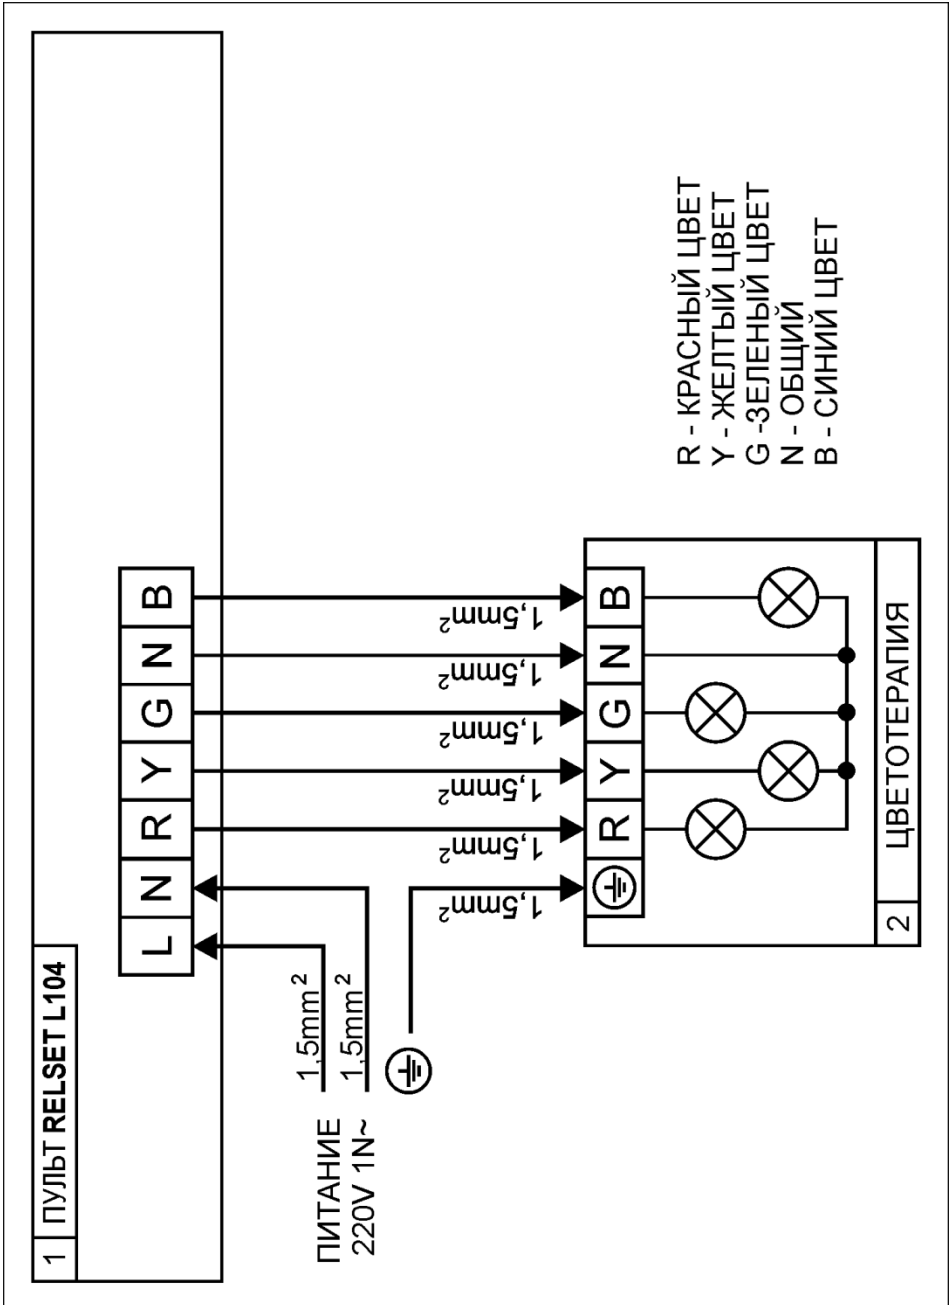 1 ПУЛЬТ RELSET L104
L N R Y G N B
ПИТАНИЕ
220V 1N~
1,5mm²
1,5mm²
1,5mm²
1,5mm²
1,5mm²
1,5mm²
1,5mm²
1,5mm²
R Y G N B
2 ЦВЕТОТЕРАПИЯ
R - КРАСНЫЙ ЦВЕТ
Y - ЖЕЛТЫЙ ЦВЕТ
G -ЗЕЛЕНЫЙ ЦВЕТ
N - ОБЩИЙ
B - СИНИЙ ЦВЕТ